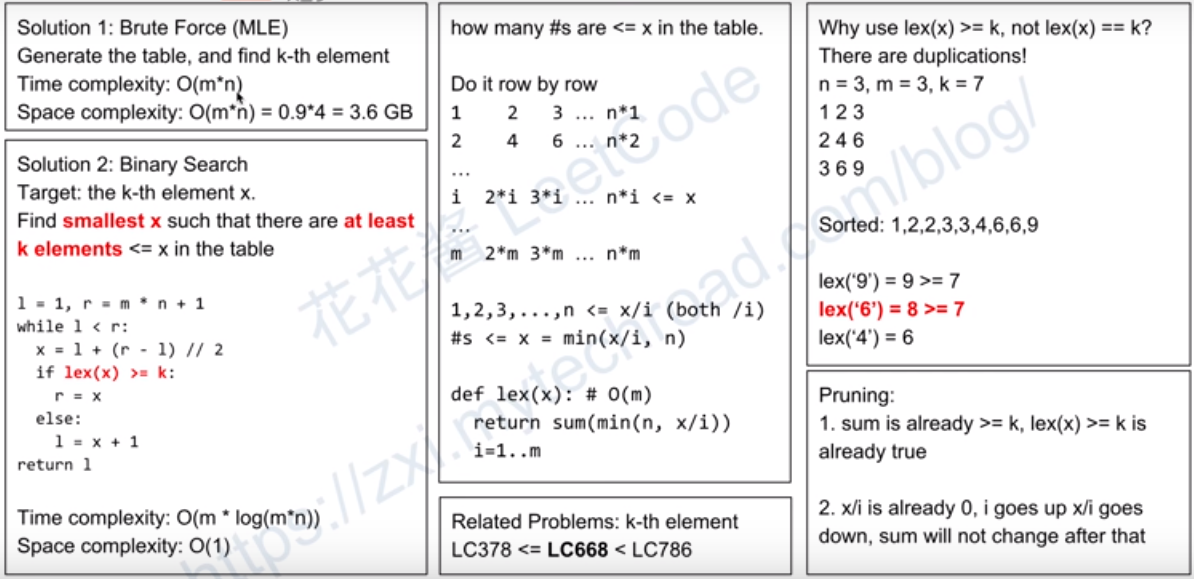 Solution 1: Brute Force (MLE)
Generate the table, and find k-th element
Time complexity: O(m*n)
Space complexity: O(m*n) = 0.9*4 = 3.6 GB
Solution 2: Binary Search
Target: the k-th element x.
Find smallest x such that there are at least
k elements <= x in the table
l = 1, r = m * n + 1
while l < r:
  x = l + (r - l) // 2
  if lex(x) >= k:
    r = x
  else:
    l = x + 1
return l
Time complexity: O(m * log(m*n))
Space complexity: O(1)
how many #s are <= x in the table.
Do it row by row
1 2 3 ... n*1
2 4 6 ... n*2
...
i 2*i 3*i ... n*i <= x
...
m 2*m 3*m ... n*m
1,2,3,...,n <= x/i (both /i)
#s <= x = min(x/i, n)
def lex(x): # O(m)
  return sum(min(n, x/i))
  i=1..m
Related Problems: k-th element
LC378 <= LC668 < LC786
Why use lex(x) >= k, not lex(x) == k?
There are duplications!
n = 3, m = 3, k = 7
1 2 3
2 4 6
3 6 9
Sorted: 1,2,2,3,3,4,6,6,9
lex('9') = 9 >= 7
lex('6') = 8 >= 7
lex('4') = 6
Pruning:
1. sum is already >= k, lex(x) >= k is
already true
2. x/i is already 0, i goes up x/i goes
down, sum will not change after that
花花酱 LeetCode
https://zxi.mytechroad.com/blog/